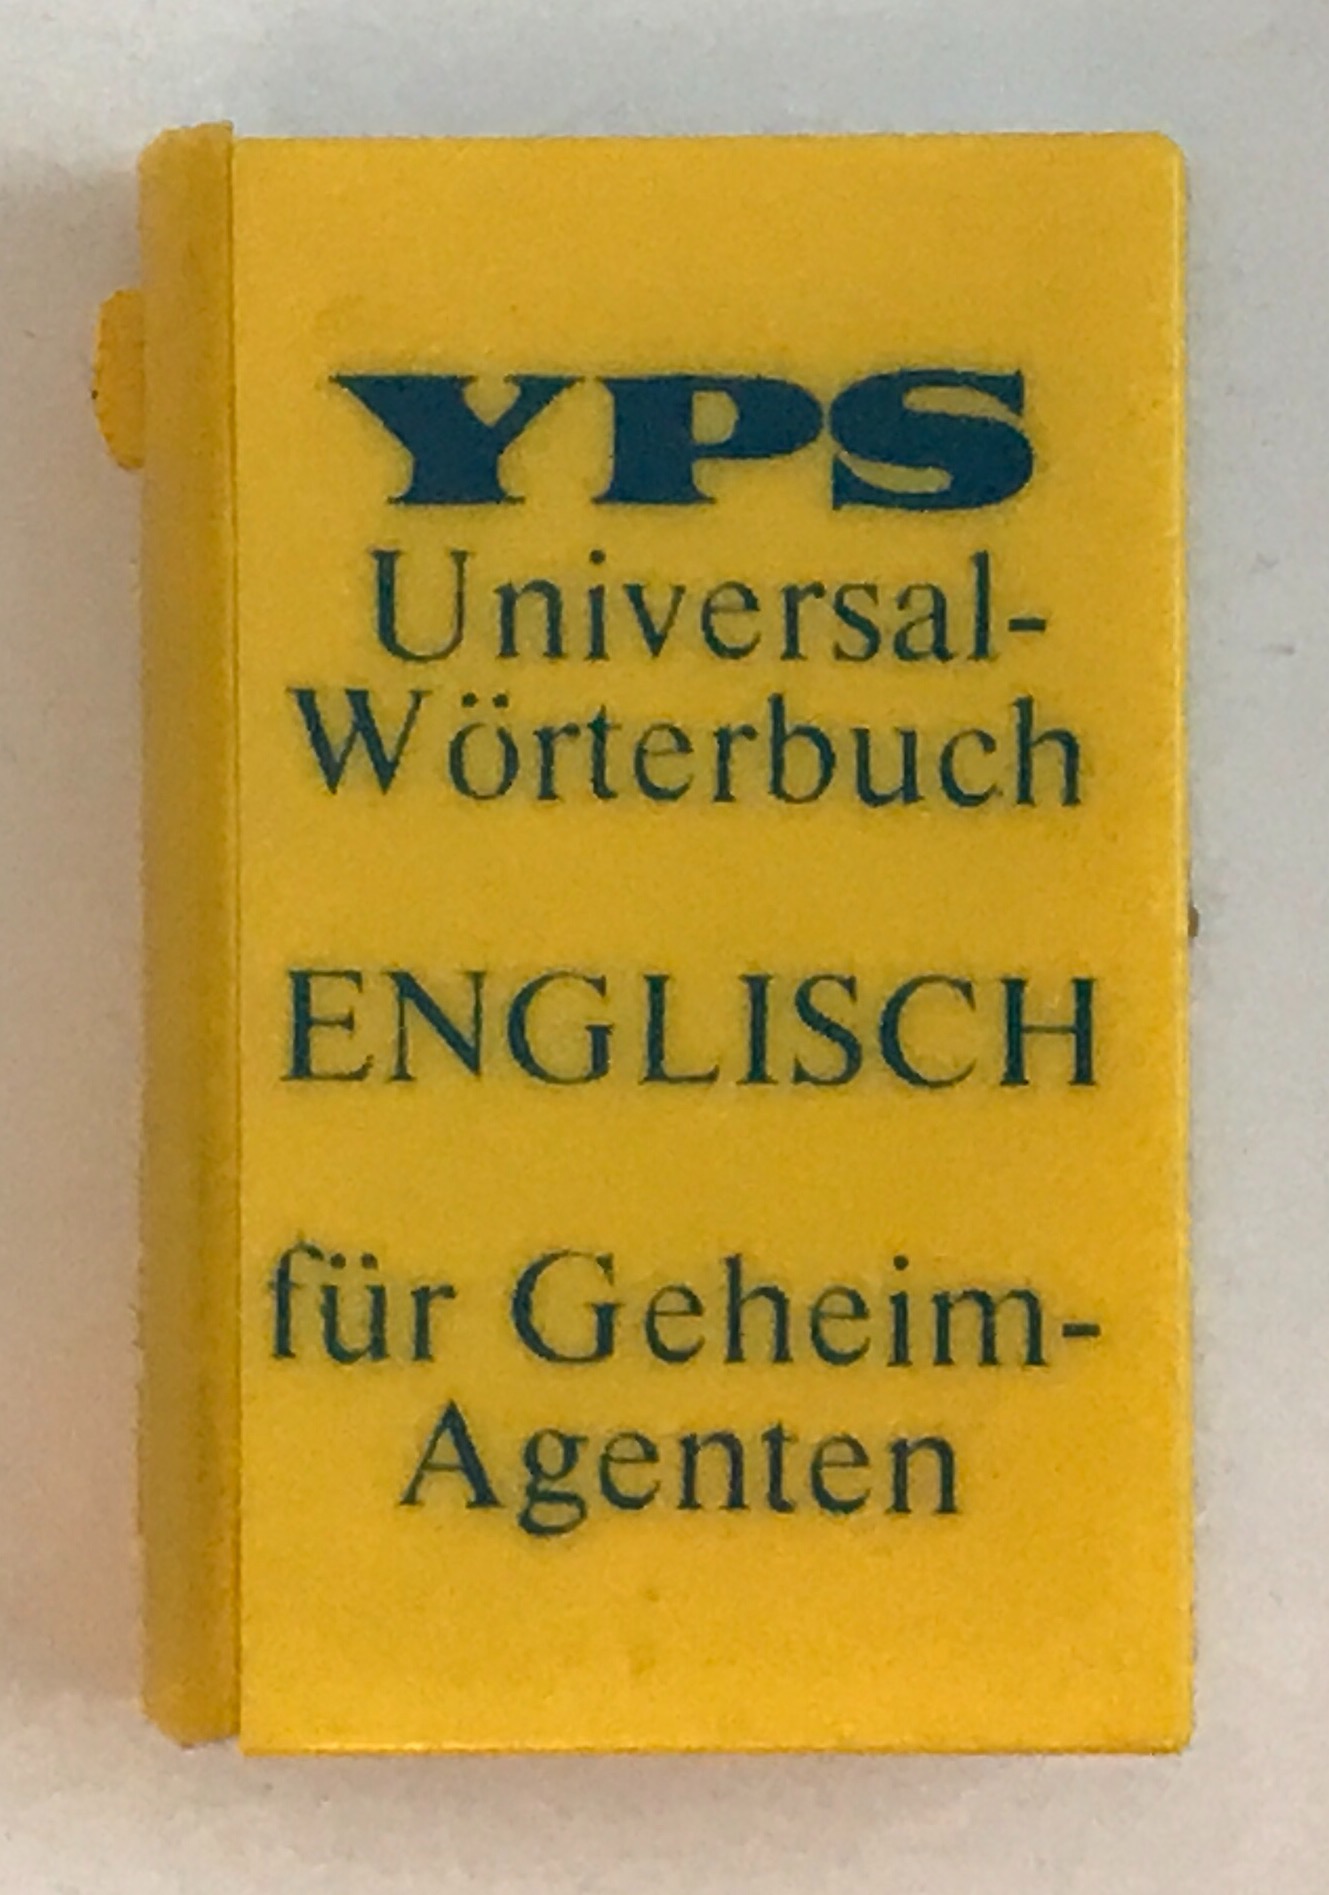 YPS
Universal-
Wörterbuch
ENGLISCH
für Geheim-
Agenten